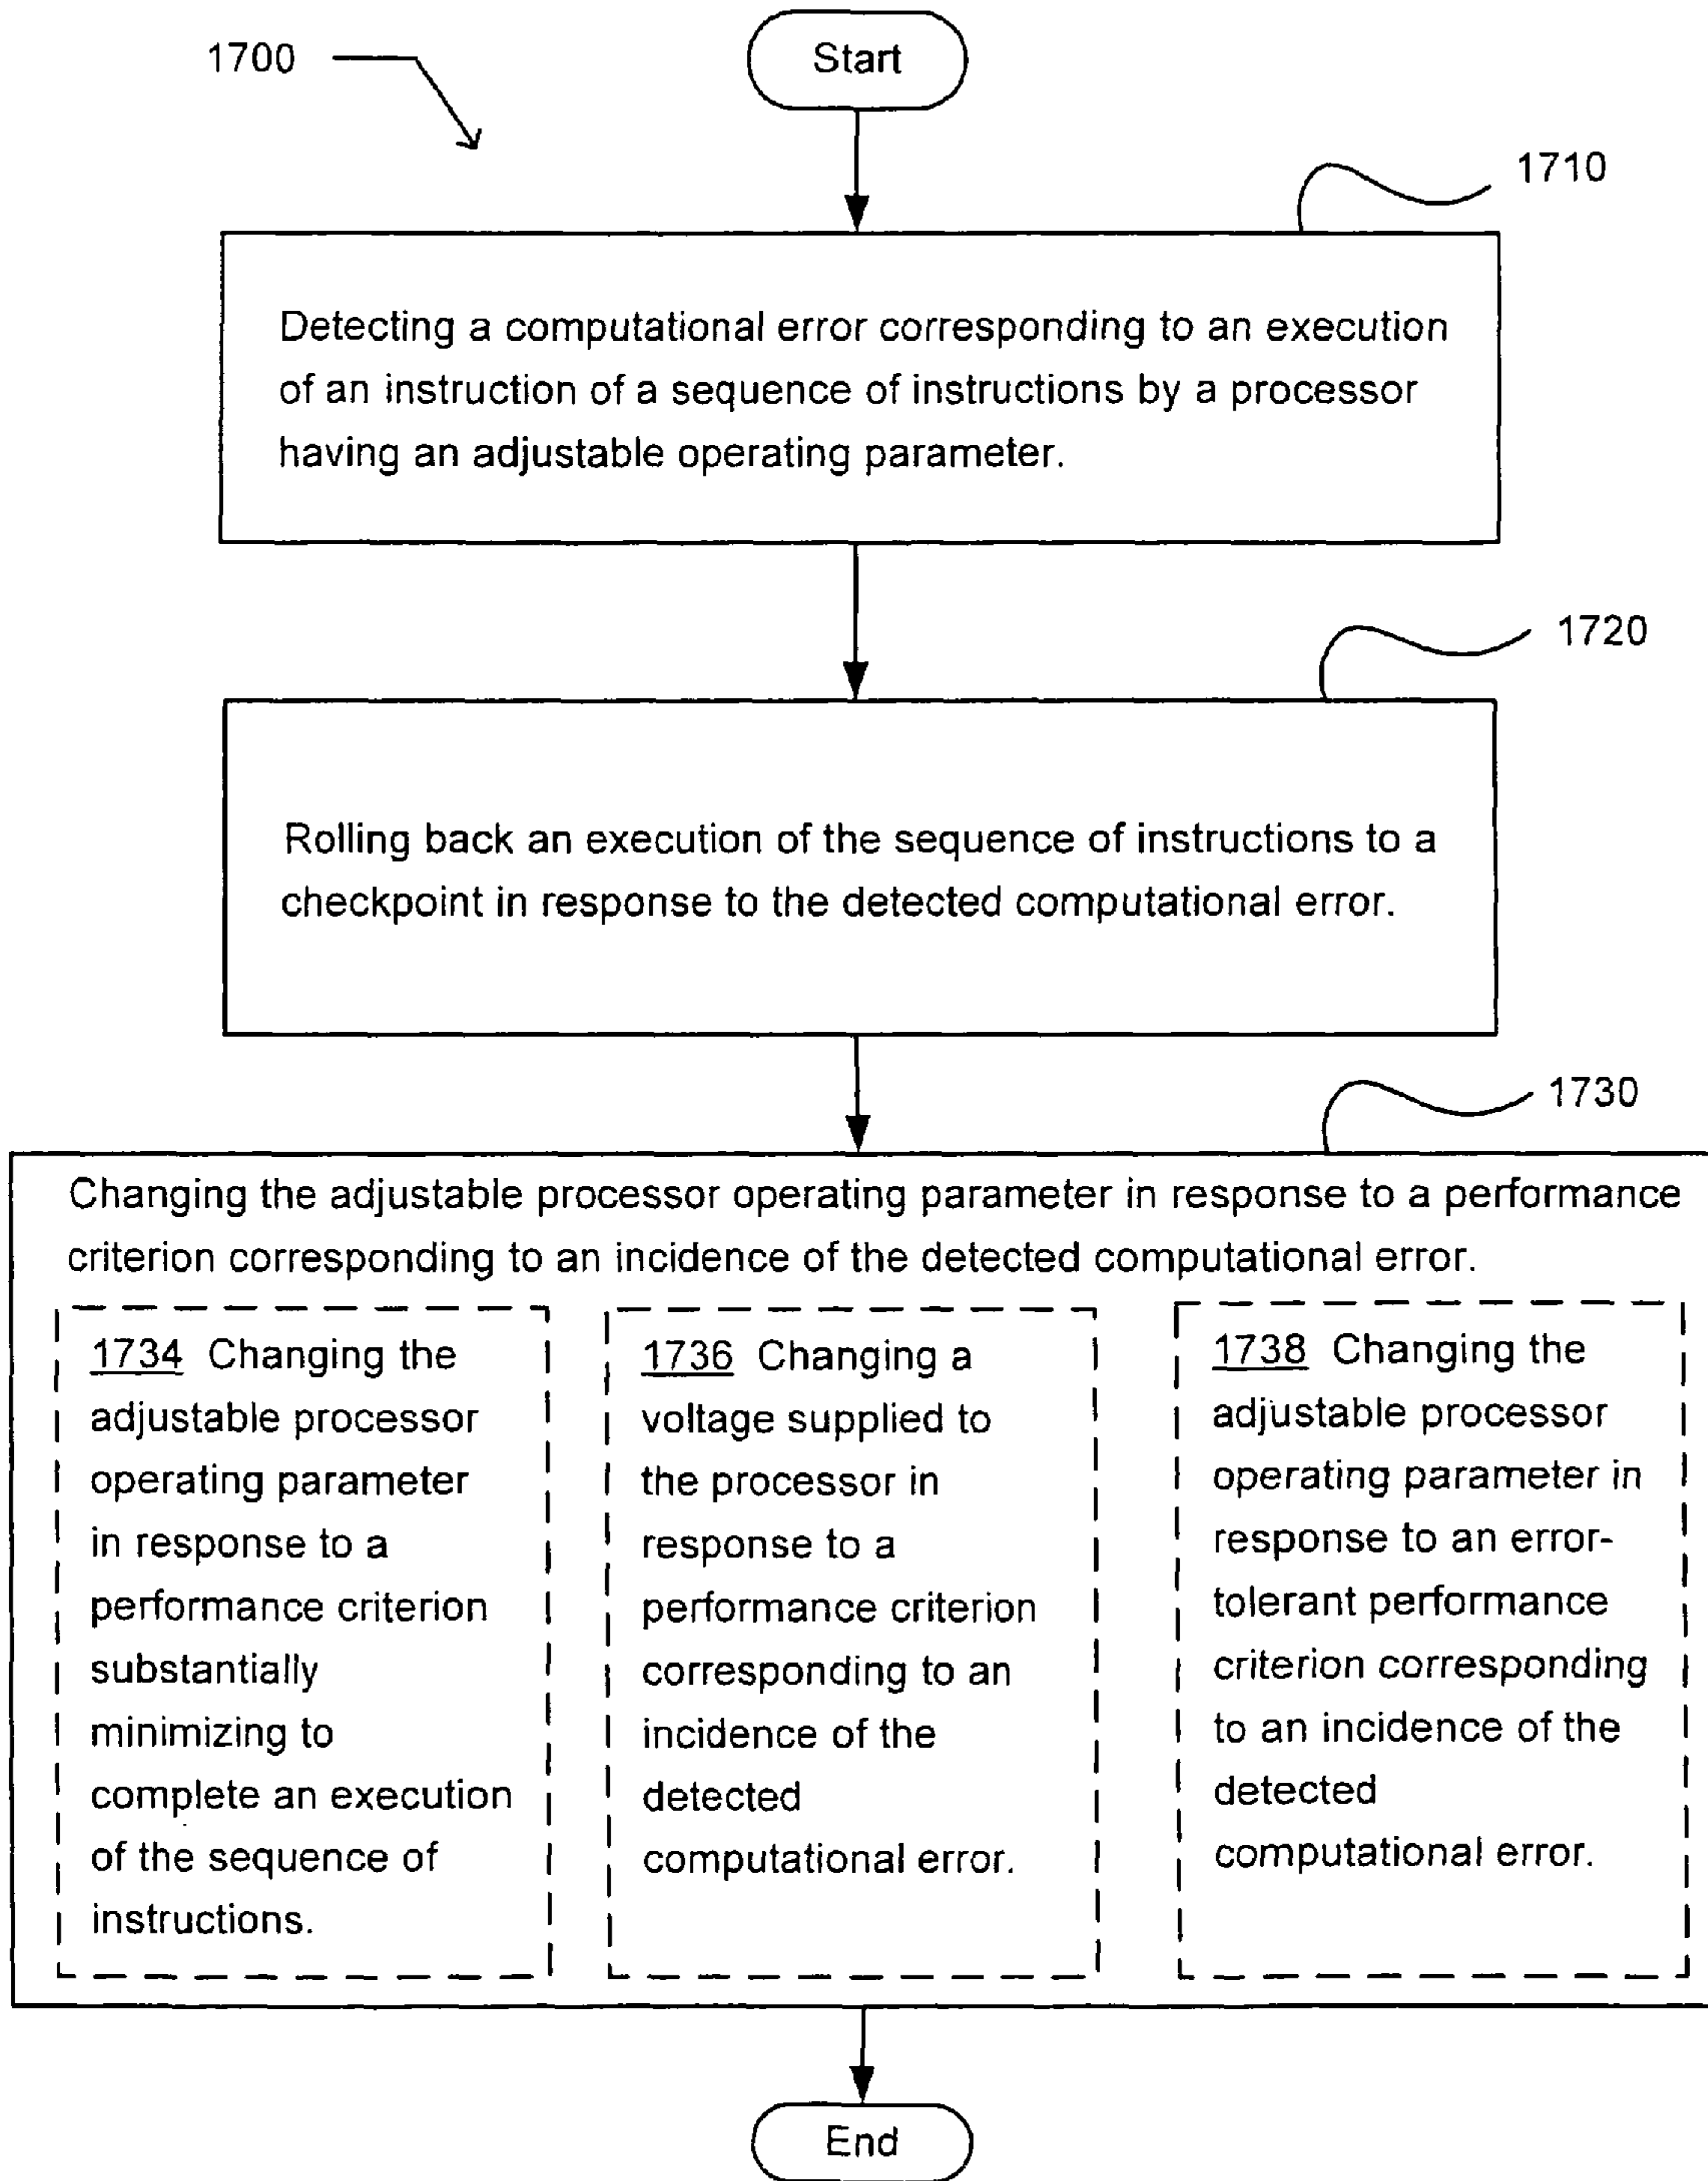 1700
Start
1710
Detecting a computational error corresponding to an execution
of an instruction of a sequence of instructions by a processor
having an adjustable operating parameter.
1720
Rolling back an execution of the sequence of instructions to a
checkpoint in response to the detected computational error.
1730
Changing the adjustable processor operating parameter in response to a performance
criterion corresponding to an incidence of the detected computational error.
1734 Changing the
adjustable processor
operating parameter
in response to a
performance criterion
substantially
minimizing to
complete an execution
of the sequence of
instructions.
1736 Changing a
voltage supplied to
the processor in
response to a
performance criterion
corresponding to an
incidence of the
detected
computational error.
1738 Changing the
adjustable processor
operating parameter in
response to an error-
tolerant performance
criterion corresponding
to an incidence of the
detected
computational error.
End